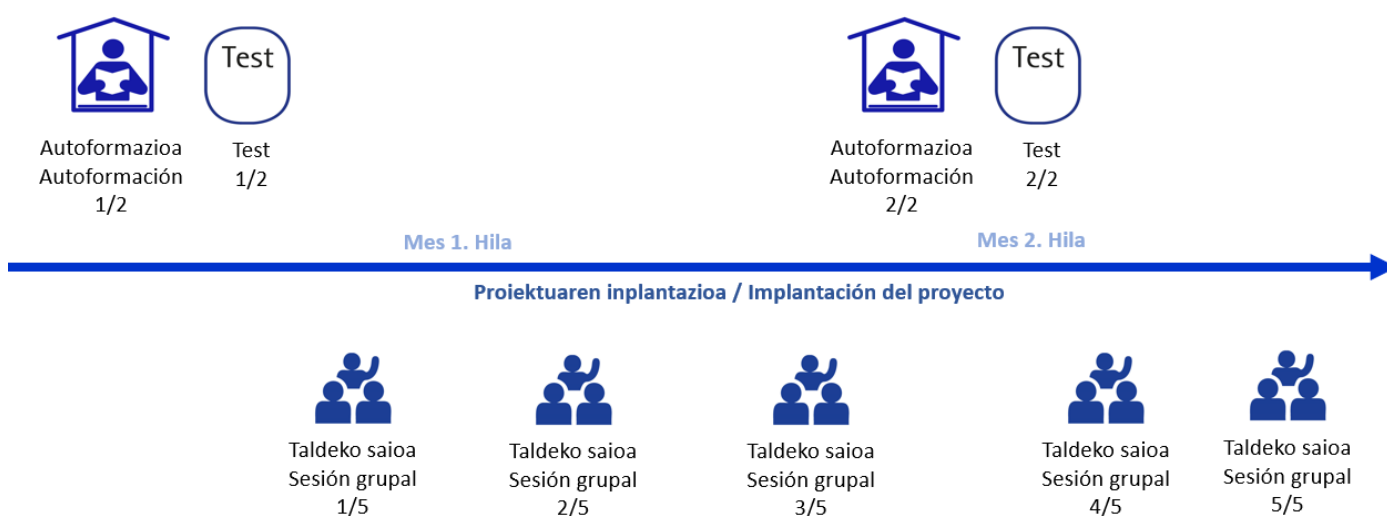 Test
Test
Autoformazioa
Autoformación
1/2
Test
1/2
Autoformazioa
Autoformación
2/2
Test
2/2
Mes 1. Hila
Mes 2. Hila
Proiektuaren inplantazioa / Implantación del proyecto
Taldeko saioa
Sesión grupal
1/5
Taldeko saioa
Sesión grupal
2/5
Taldeko saioa
Sesión grupal
3/5
Taldeko saioa
Sesión grupal
4/5
Taldeko saioa
Sesión grupal
5/5